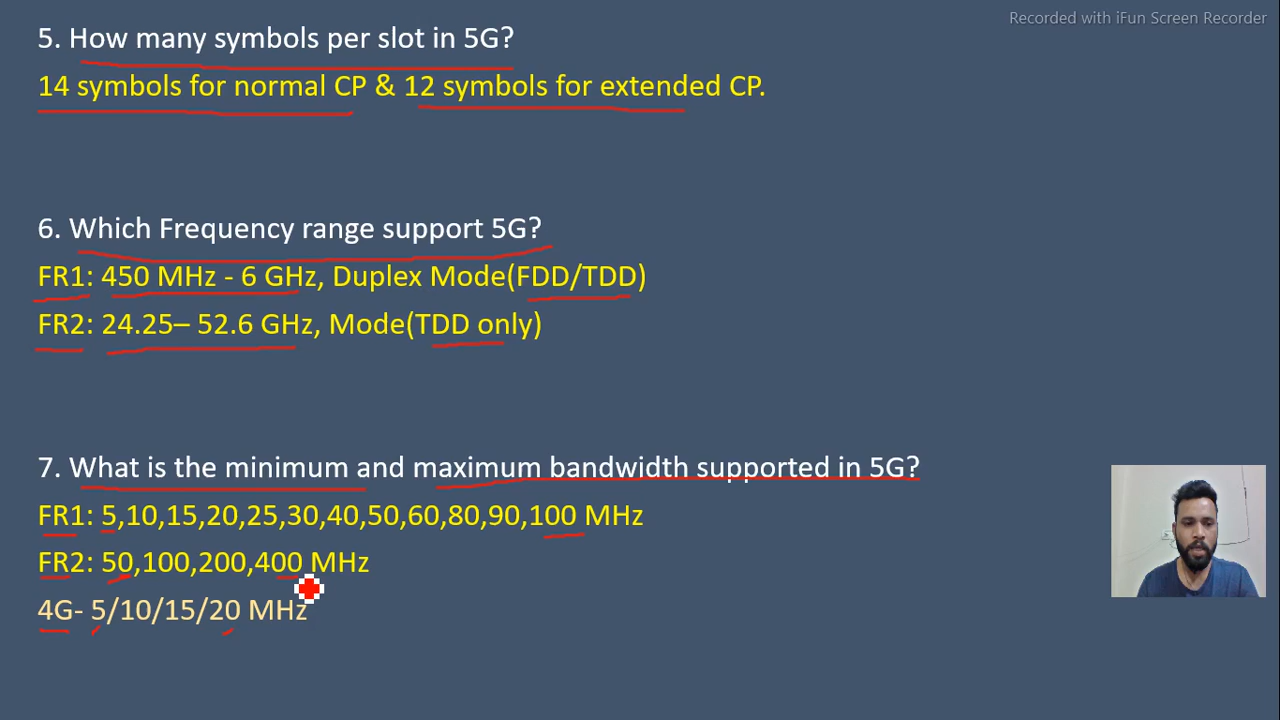 Recorded with iFun Screen Recorder
5. How many symbols per slot in 5G?
14 symbols for normal CP & 12 symbols for extended CP.
6. Which Frequency range support 5G?
FR1: 450 MHz - 6 GHz, Duplex Mode(FDD/TDD)
FR2: 24.25– 52.6 GHz, Mode(TDD only)
7. What is the minimum and maximum bandwidth supported in 5G?
FR1: 5,10,15,20,25,30,40,50,60,80,90,100 MHz
FR2: 50,100,200,400 MHz
4G- 5/10/15/20 MHz